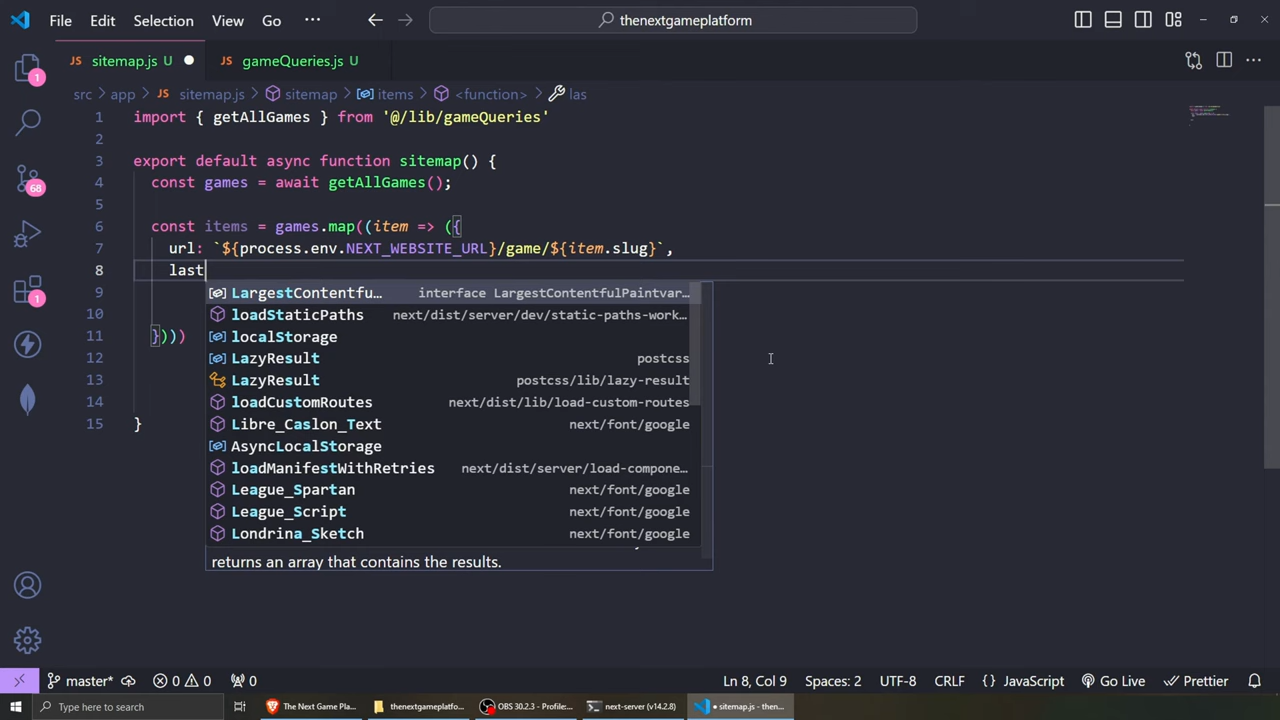 File Edit Selection View Go ··· thenextgameplatform
JS sitemap.js U JS gameQueries.js U
1
src > app > JS sitemap.js > sitemap > items > <function> > las
1 import { getAllGames } from '@/lib/gameQueries'
2
3 export default async function sitemap() {
4 const games = await getAllGames();
5
6 const items = games.map((item => ({
7 url: `${process.env.NEXT_WEBSITE_URL}/game/${item.slug}`,
8 last
9 LargestContentfu... interface LargestContentfulPaintvar...
10 loadStaticPaths next/dist/server/dev/static-paths-work...
11 })))
localStorage
12 LazyResult postcss
13 LazyResult postcss/lib/lazy-result
14 loadCustomRoutes next/dist/lib/load-custom-routes
15 }
Libre_Caslon_Text next/font/google
AsyncLocalStorage
loadManifestWithRetries next/dist/server/load-compone...
League_Spartan next/font/google
League_Script next/font/google
Londrina_Sketch next/font/google
returns an array that contains the results.
68
1
master* 0 0 0 Ln 8, Col 9 Spaces: 2 UTF-8 CRLF {} JavaScript Go Live Prettier
Type here to search The Next Game Pla... thenextgameplatfo... OBS 30.2.3 - Profile:... next-server (v14.2.8) • sitemap.js - then...